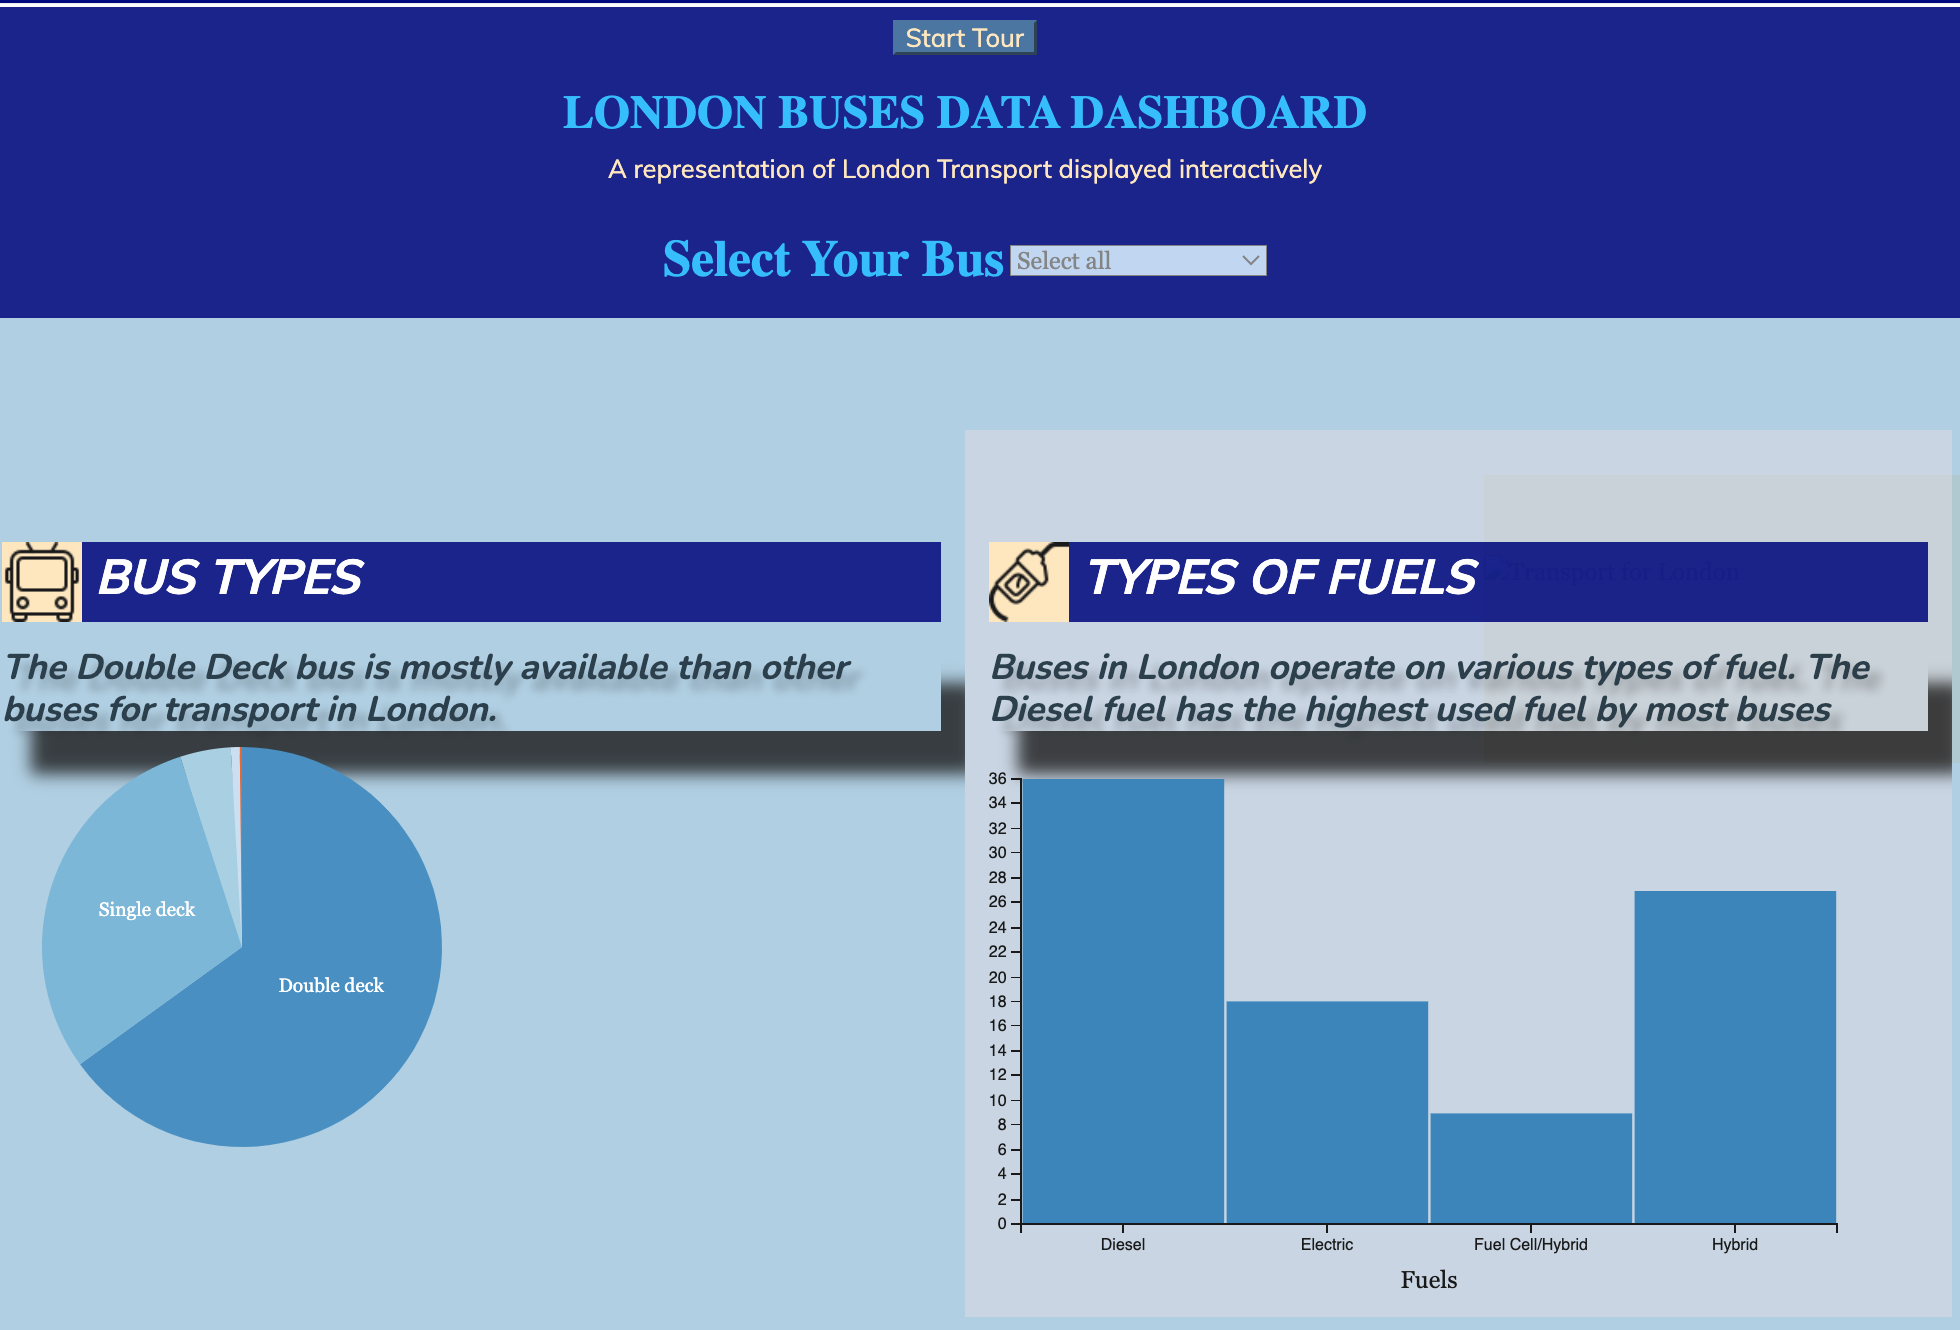 Start Tour
LONDON BUSES DATA DASHBOARD
A representation of London Transport displayed interactively
Select Your Bus Select all
BUS TYPES
The Double Deck bus is mostly available than other
buses for transport in London.
Single deck
Double deck
TYPES OF FUELS
Transport for London
Buses in London operate on various types of fuel. The
Diesel fuel has the highest used fuel by most buses
36
34
32
30
28
26
24
22
20
18
16
14
12
10
8
6
4
2
0
Diesel Electric Fuel Cell/Hybrid Hybrid
Fuels